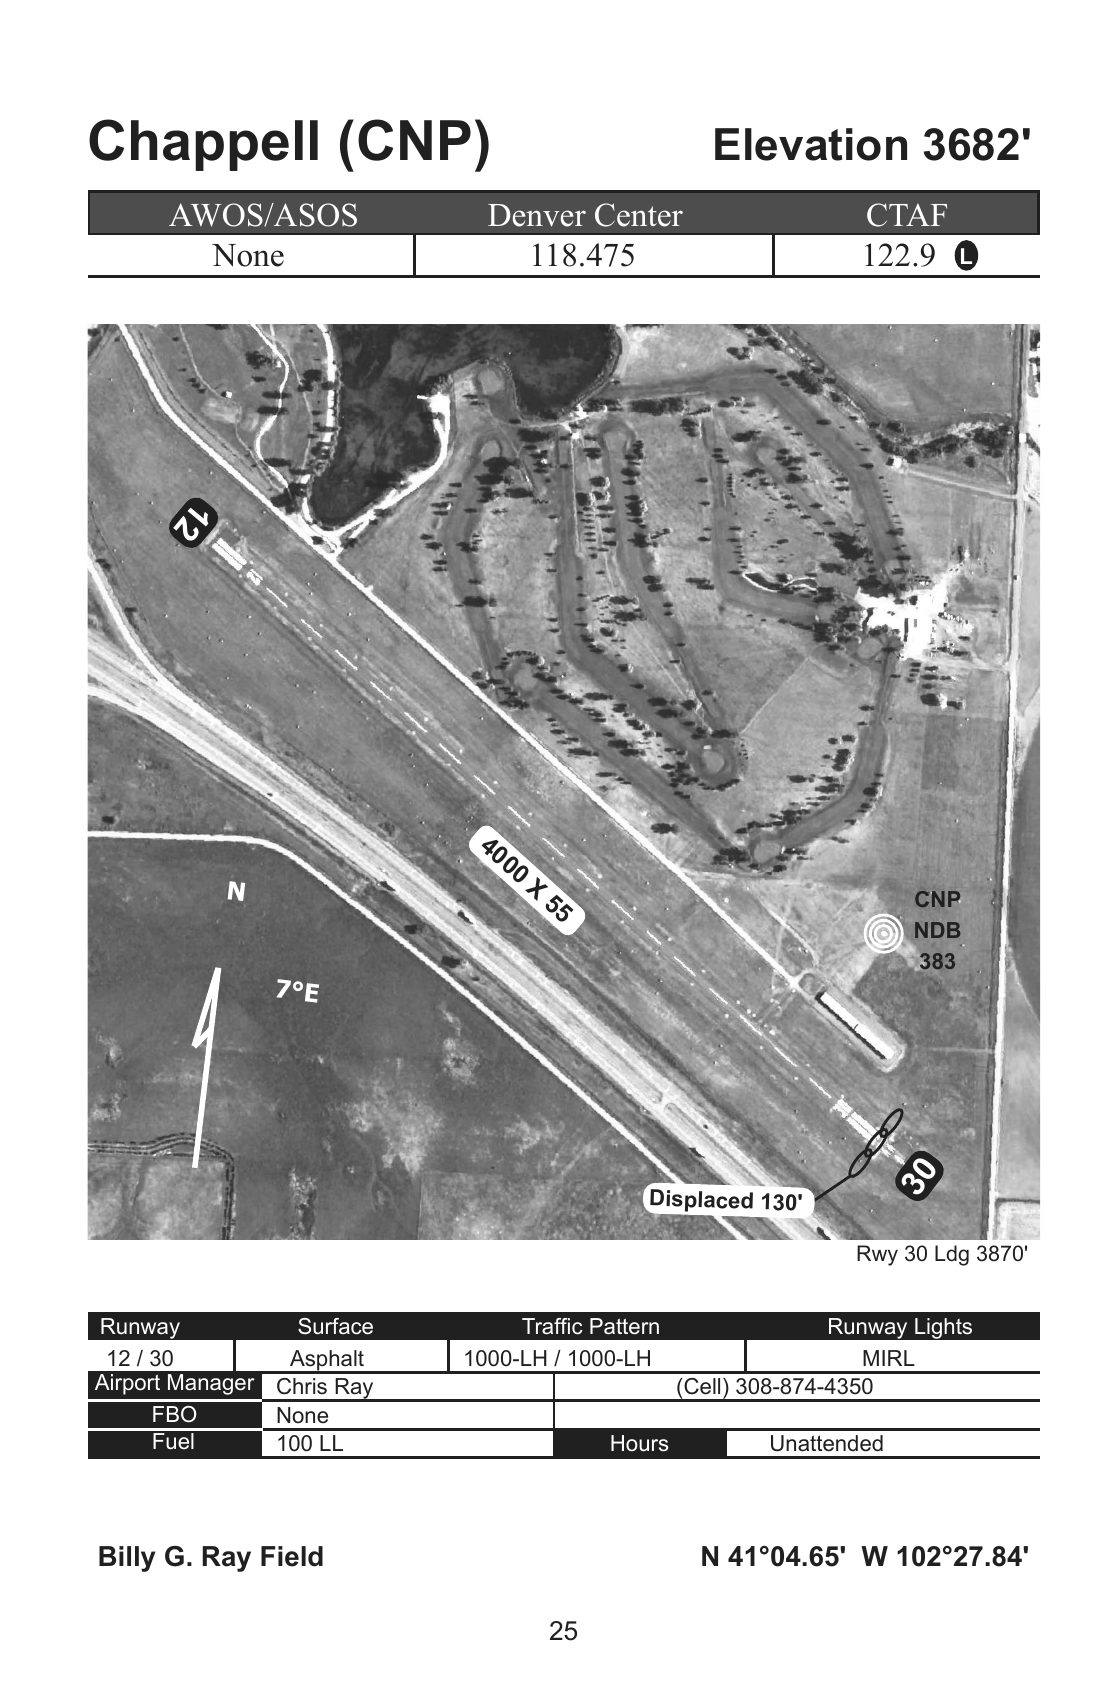 Chappell (CNP) Elevation 3682'
AWOS/ASOS Denver Center CTAF
None 118.475 122.9 L
12
4000 X 55
N
CNP
NDB
383
7°E
30
Displaced 130'
Rwy 30 Ldg 3870'
Runway Surface Traffic Pattern Runway Lights
12 / 30 Asphalt 1000-LH / 1000-LH MIRL
Airport Manager Chris Ray (Cell) 308-874-4350
FBO None
Fuel 100 LL Hours Unattended
Billy G. Ray Field N 41°04.65' W 102°27.84'
25